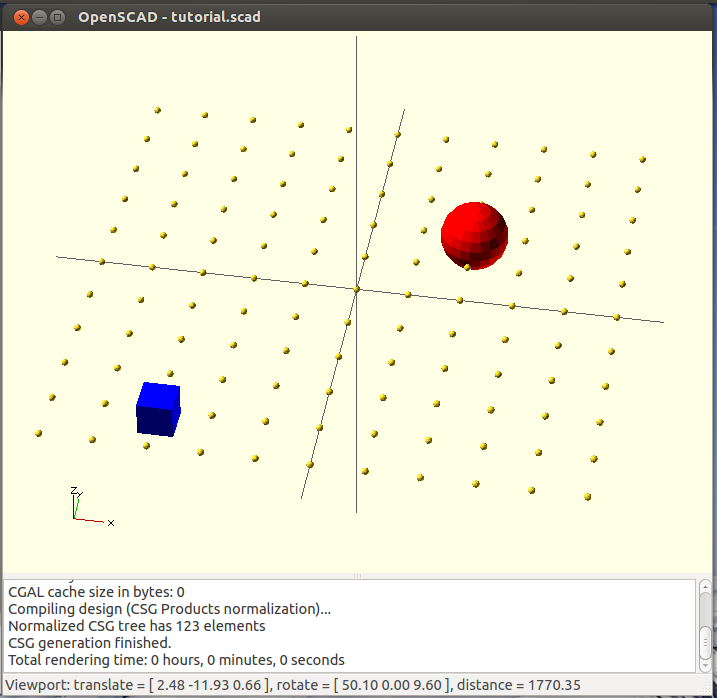 OpenSCAD - tutorial.scad
Z
Y
X
CGAL cache size in bytes: 0
Compiling design (CSG Products normalization)...
Normalized CSG tree has 123 elements
CSG generation finished.
Total rendering time: 0 hours, 0 minutes, 0 seconds
Viewport: translate = [ 2.48 -11.93 0.66 ], rotate = [ 50.10 0.00 9.60 ], distance = 1770.35